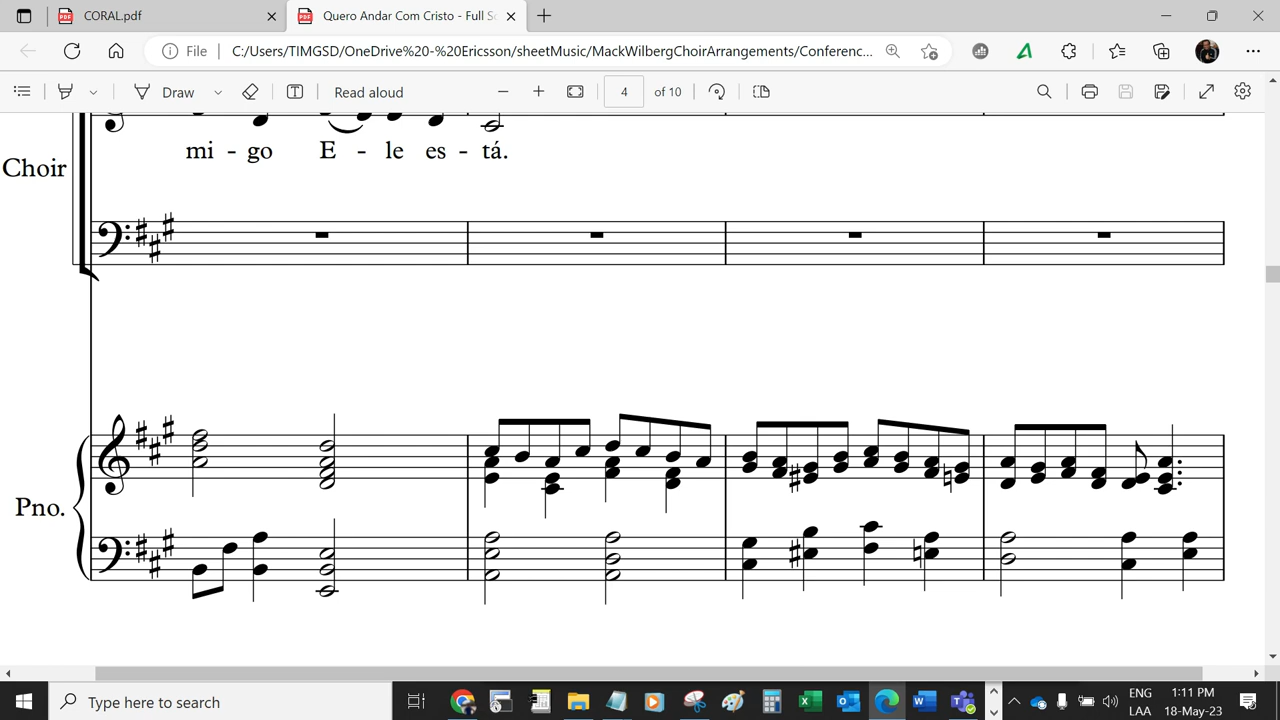 CORAL.pdf
Quero Andar Com Cristo - Full Sc
File
C:/Users/TIMGSD/OneDrive%20-%20Ericsson/sheetMusic/MackWilbergChoirArrangements/Conferenc...
Draw
Read aloud
4
of 10
mi - go E - le es - tá.
Choir
Pno.
Type here to search
ENG
LAA
1:11 PM
18-May-23